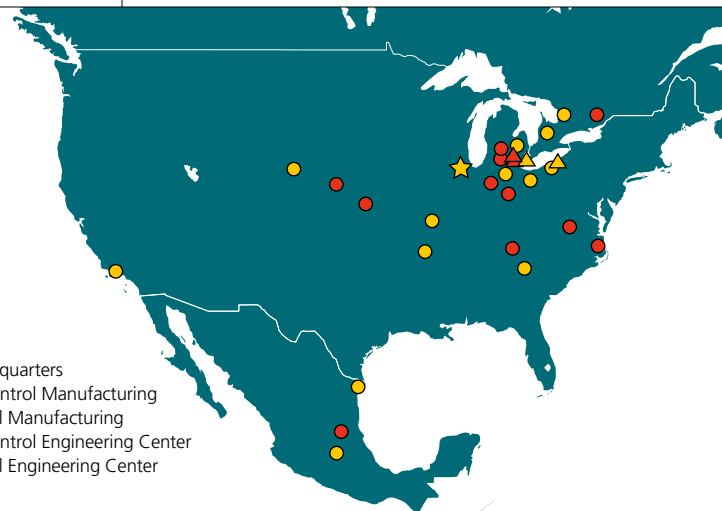 quarters
ntrol Manufacturing
l Manufacturing
ntrol Engineering Center
l Engineering Center